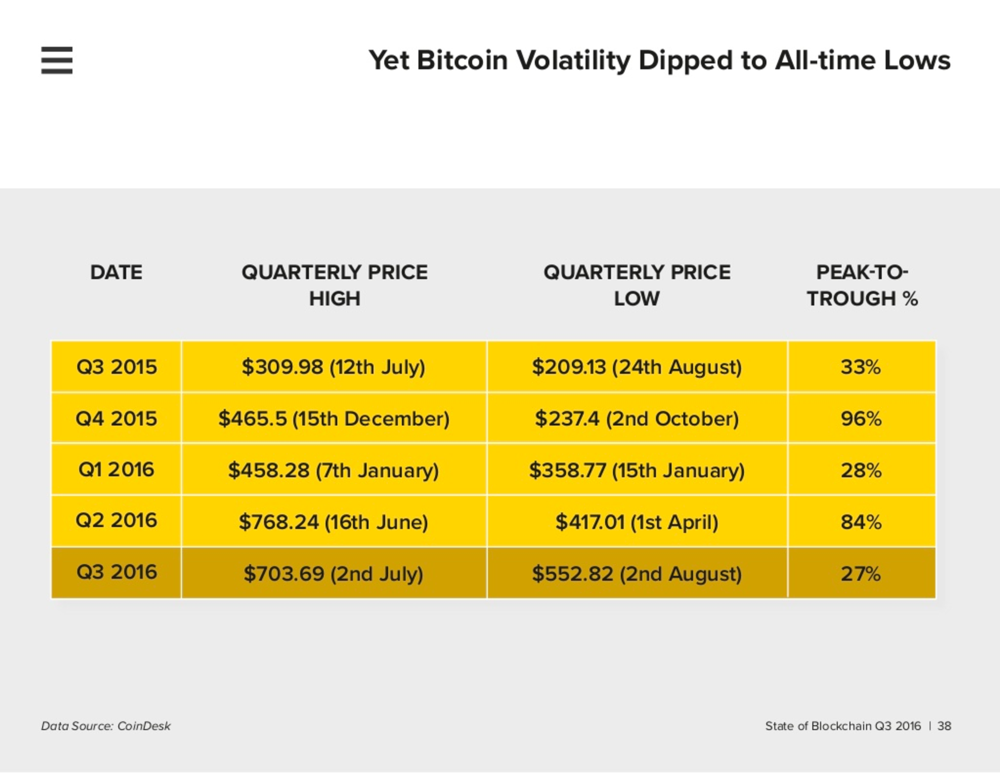 Yet Bitcoin Volatility Dipped to All-time Lows
DATE QUARTERLY PRICE HIGH QUARTERLY PRICE LOW PEAK-TO-TROUGH %
Q3 2015 $309.98 (12th July) $209.13 (24th August) 33%
Q4 2015 $465.5 (15th December) $237.4 (2nd October) 96%
Q1 2016 $458.28 (7th January) $358.77 (15th January) 28%
Q2 2016 $768.24 (16th June) $417.01 (1st April) 84%
Q3 2016 $703.69 (2nd July) $552.82 (2nd August) 27%
Data Source: CoinDesk State of Blockchain Q3 2016 | 38